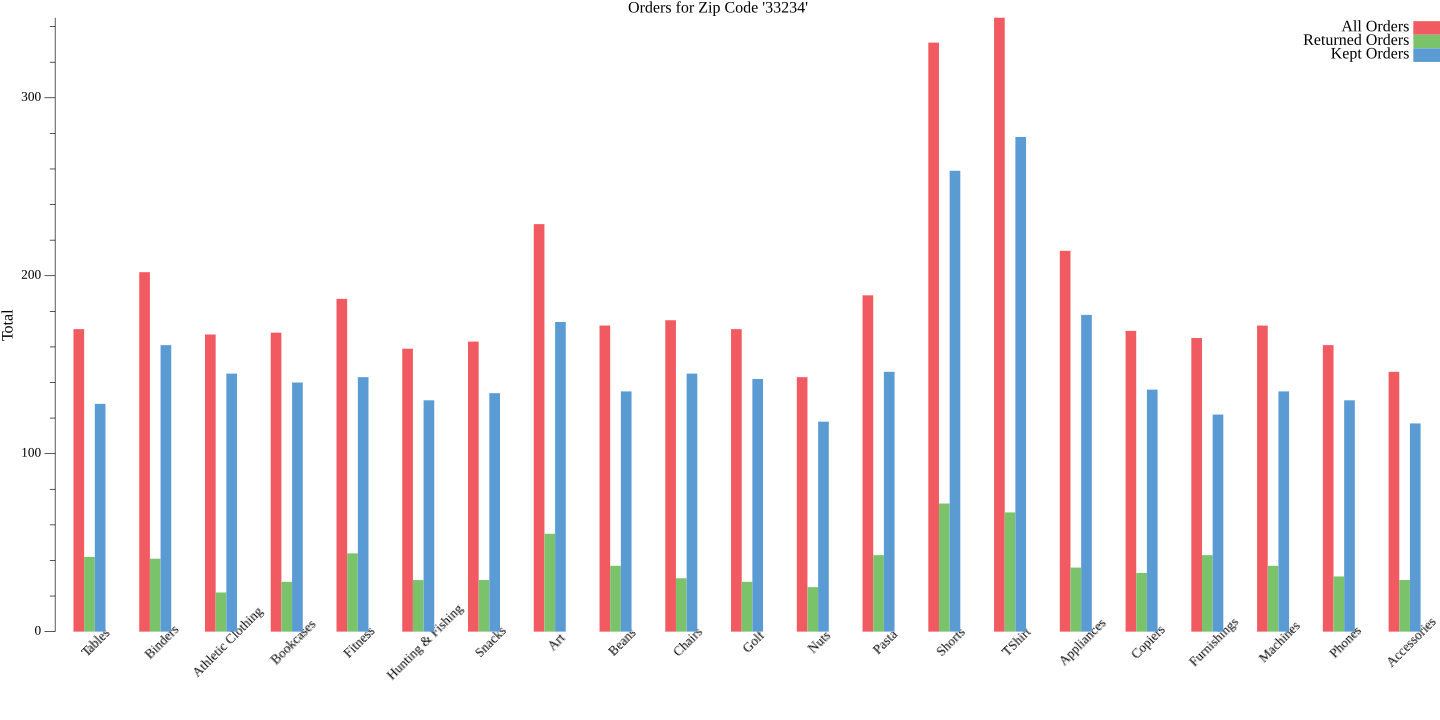 Orders for Zip Code '33234'
All Orders
Returned Orders
Kept Orders
Total
300
200
100
0
Tables
Binders
Athletic Clothing
Bookcases
Fitness
Hunting & Fishing
Snacks
Art
Beans
Chairs
Golf
Nuts
Pasta
Shorts
TShirt
Appliances
Copiers
Furnishings
Machines
Phones
Accessories